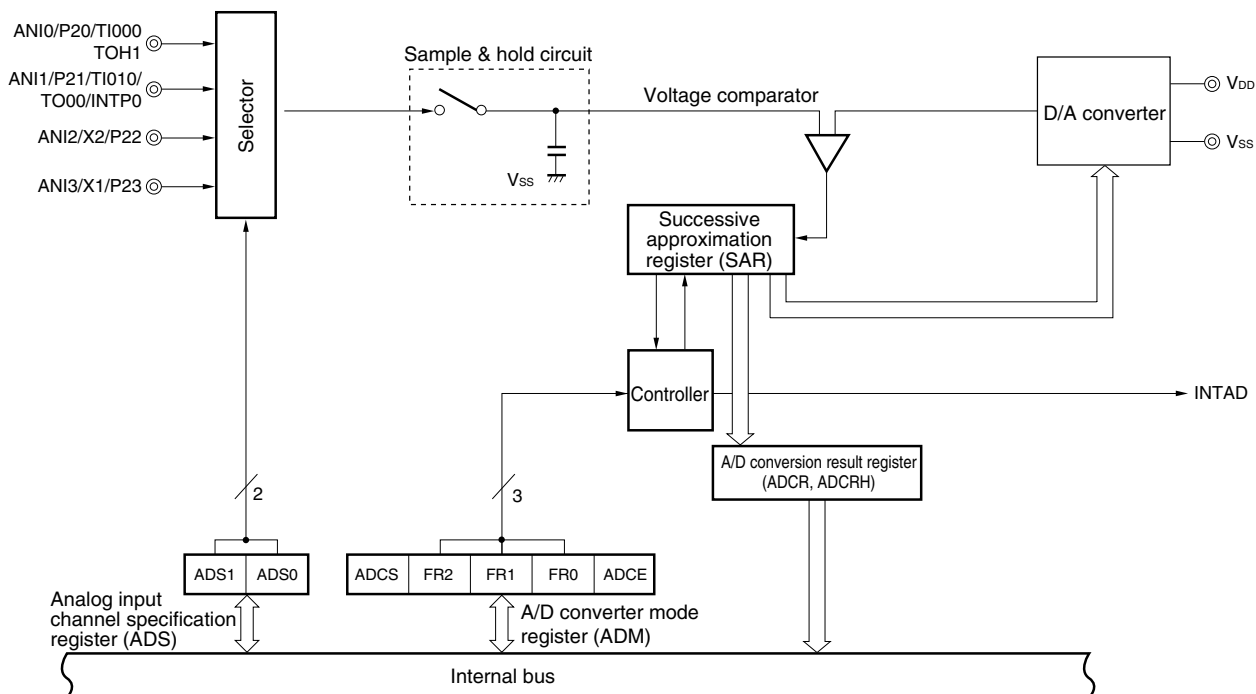 ANI0/P20/TI000
TOH1
ANI1/P21/TI010/
TO00/INTP0
ANI2/X2/P22
ANI3/X1/P23
Selector
Sample & hold circuit
VSS
Voltage comparator
D/A converter
VDD
VSS
Successive
approximation
register (SAR)
Controller
INTAD
A/D conversion result register
(ADCR, ADCRH)
2
3
ADS1
ADS0
ADCS
FR2
FR1
FR0
ADCE
Analog input
channel specification
register (ADS)
A/D converter mode
register (ADM)
Internal bus